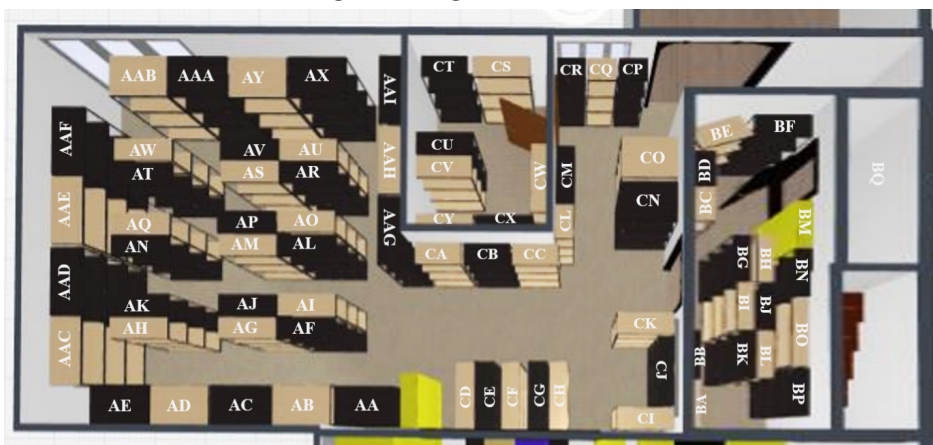 AAB AAA AY AX AAI CT CS CR CQ CP
AAF AW AV AU AAH CU CV CW CM CO BE BF
AT AS AR CN BD BC BQ
AAE AQ AP AO AAG CY CX CL BM
AN AM AL CA CB CC BG BH BN
AAD AK AJ AI BI BJ
AAC AH AG AF CK BO
CJ BB BK BL
AE AD AC AB AA CD CE CF CG CH CI BA BP